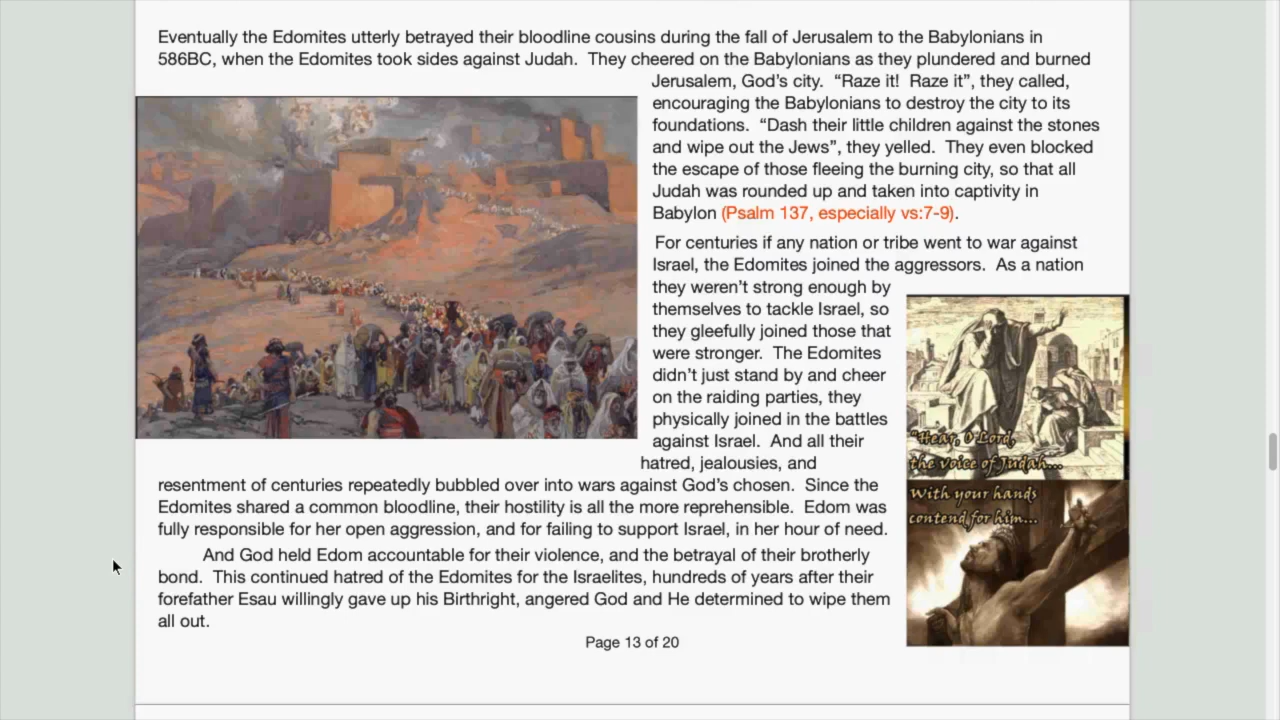 Eventually the Edomites utterly betrayed their bloodline cousins during the fall of Jerusalem to the Babylonians in
586BC, when the Edomites took sides against Judah.  They cheered on the Babylonians as they plundered and burned
Jerusalem, God's city.  “Raze it!  Raze it”, they called,
encouraging the Babylonians to destroy the city to its
foundations.  “Dash their little children against the stones
and wipe out the Jews”, they yelled.  They even blocked
the escape of those fleeing the burning city, so that all
Judah was rounded up and taken into captivity in
Babylon (Psalm 137, especially vs:7-9).
For centuries if any nation or tribe went to war against
Israel, the Edomites joined the aggressors.  As a nation
they weren't strong enough by
themselves to tackle Israel, so
they gleefully joined those that
were stronger.  The Edomites
didn't just stand by and cheer
on the raiding parties, they
physically joined in the battles
against Israel.  And all their
hatred, jealousies, and
resentment of centuries repeatedly bubbled over into wars against God's chosen.  Since the
Edomites shared a common bloodline, their hostility is all the more reprehensible.  Edom was
fully responsible for her open aggression, and for failing to support Israel, in her hour of need.
And God held Edom accountable for their violence, and the betrayal of their brotherly
bond.  This continued hatred of the Edomites for the Israelites, hundreds of years after their
forefather Esau willingly gave up his Birthright, angered God and He determined to wipe them
all out.
"Hear, O Lord,
the voice of Judah...
With your hands
contend for him...
Page 13 of 20